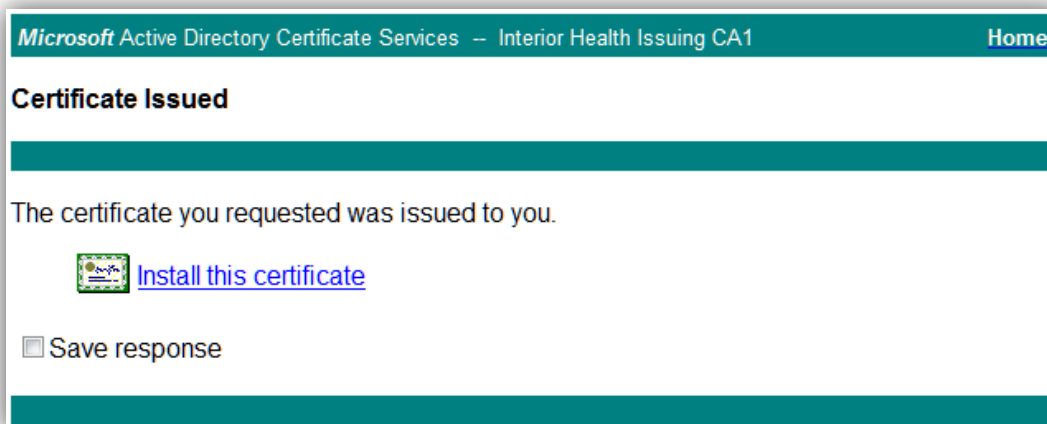 Microsoft Active Directory Certificate Services -- Interior Health Issuing CA1 Home
Certificate Issued
The certificate you requested was issued to you.
Install this certificate
Save response